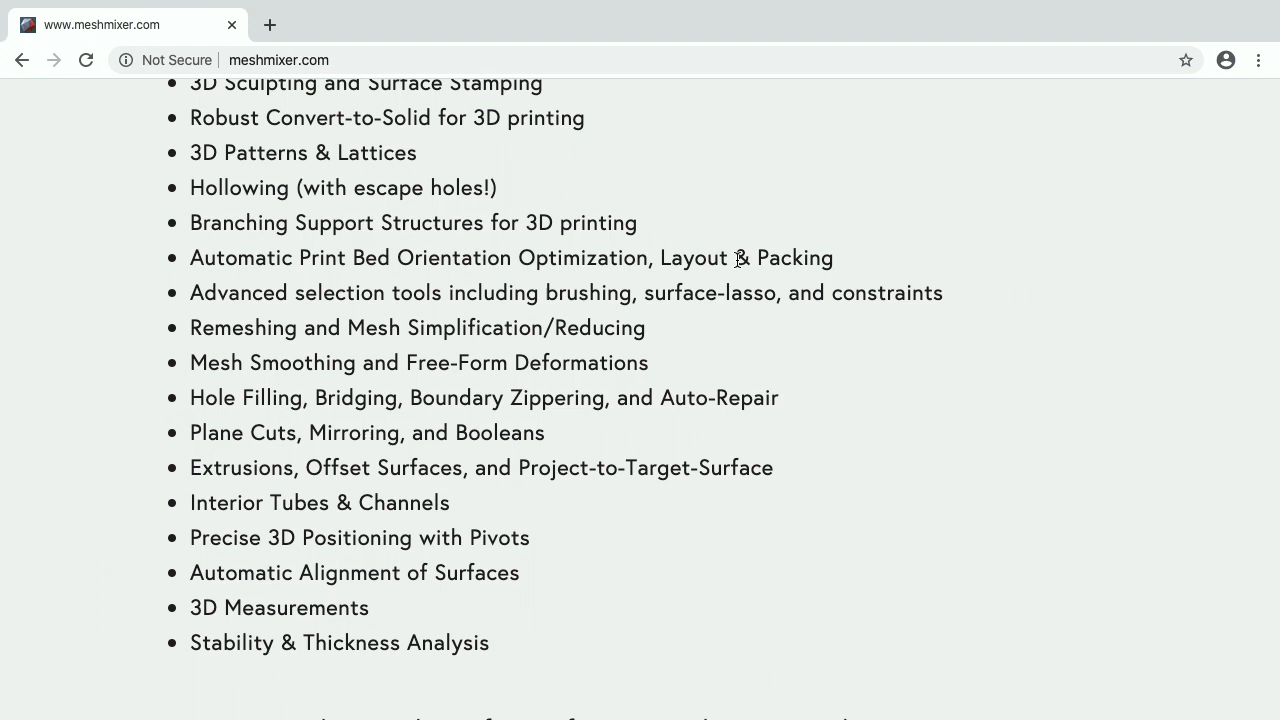 www.meshmixer.com
Not Secure
meshmixer.com
3D Sculpting and Surface Stamping
Robust Convert-to-Solid for 3D printing
3D Patterns & Lattices
Hollowing (with escape holes!)
Branching Support Structures for 3D printing
Automatic Print Bed Orientation Optimization, Layout & Packing
Advanced selection tools including brushing, surface-lasso, and constraints
Remeshing and Mesh Simplification/Reducing
Mesh Smoothing and Free-Form Deformations
Hole Filling, Bridging, Boundary Zippering, and Auto-Repair
Plane Cuts, Mirroring, and Booleans
Extrusions, Offset Surfaces, and Project-to-Target-Surface
Interior Tubes & Channels
Precise 3D Positioning with Pivots
Automatic Alignment of Surfaces
3D Measurements
Stability & Thickness Analysis